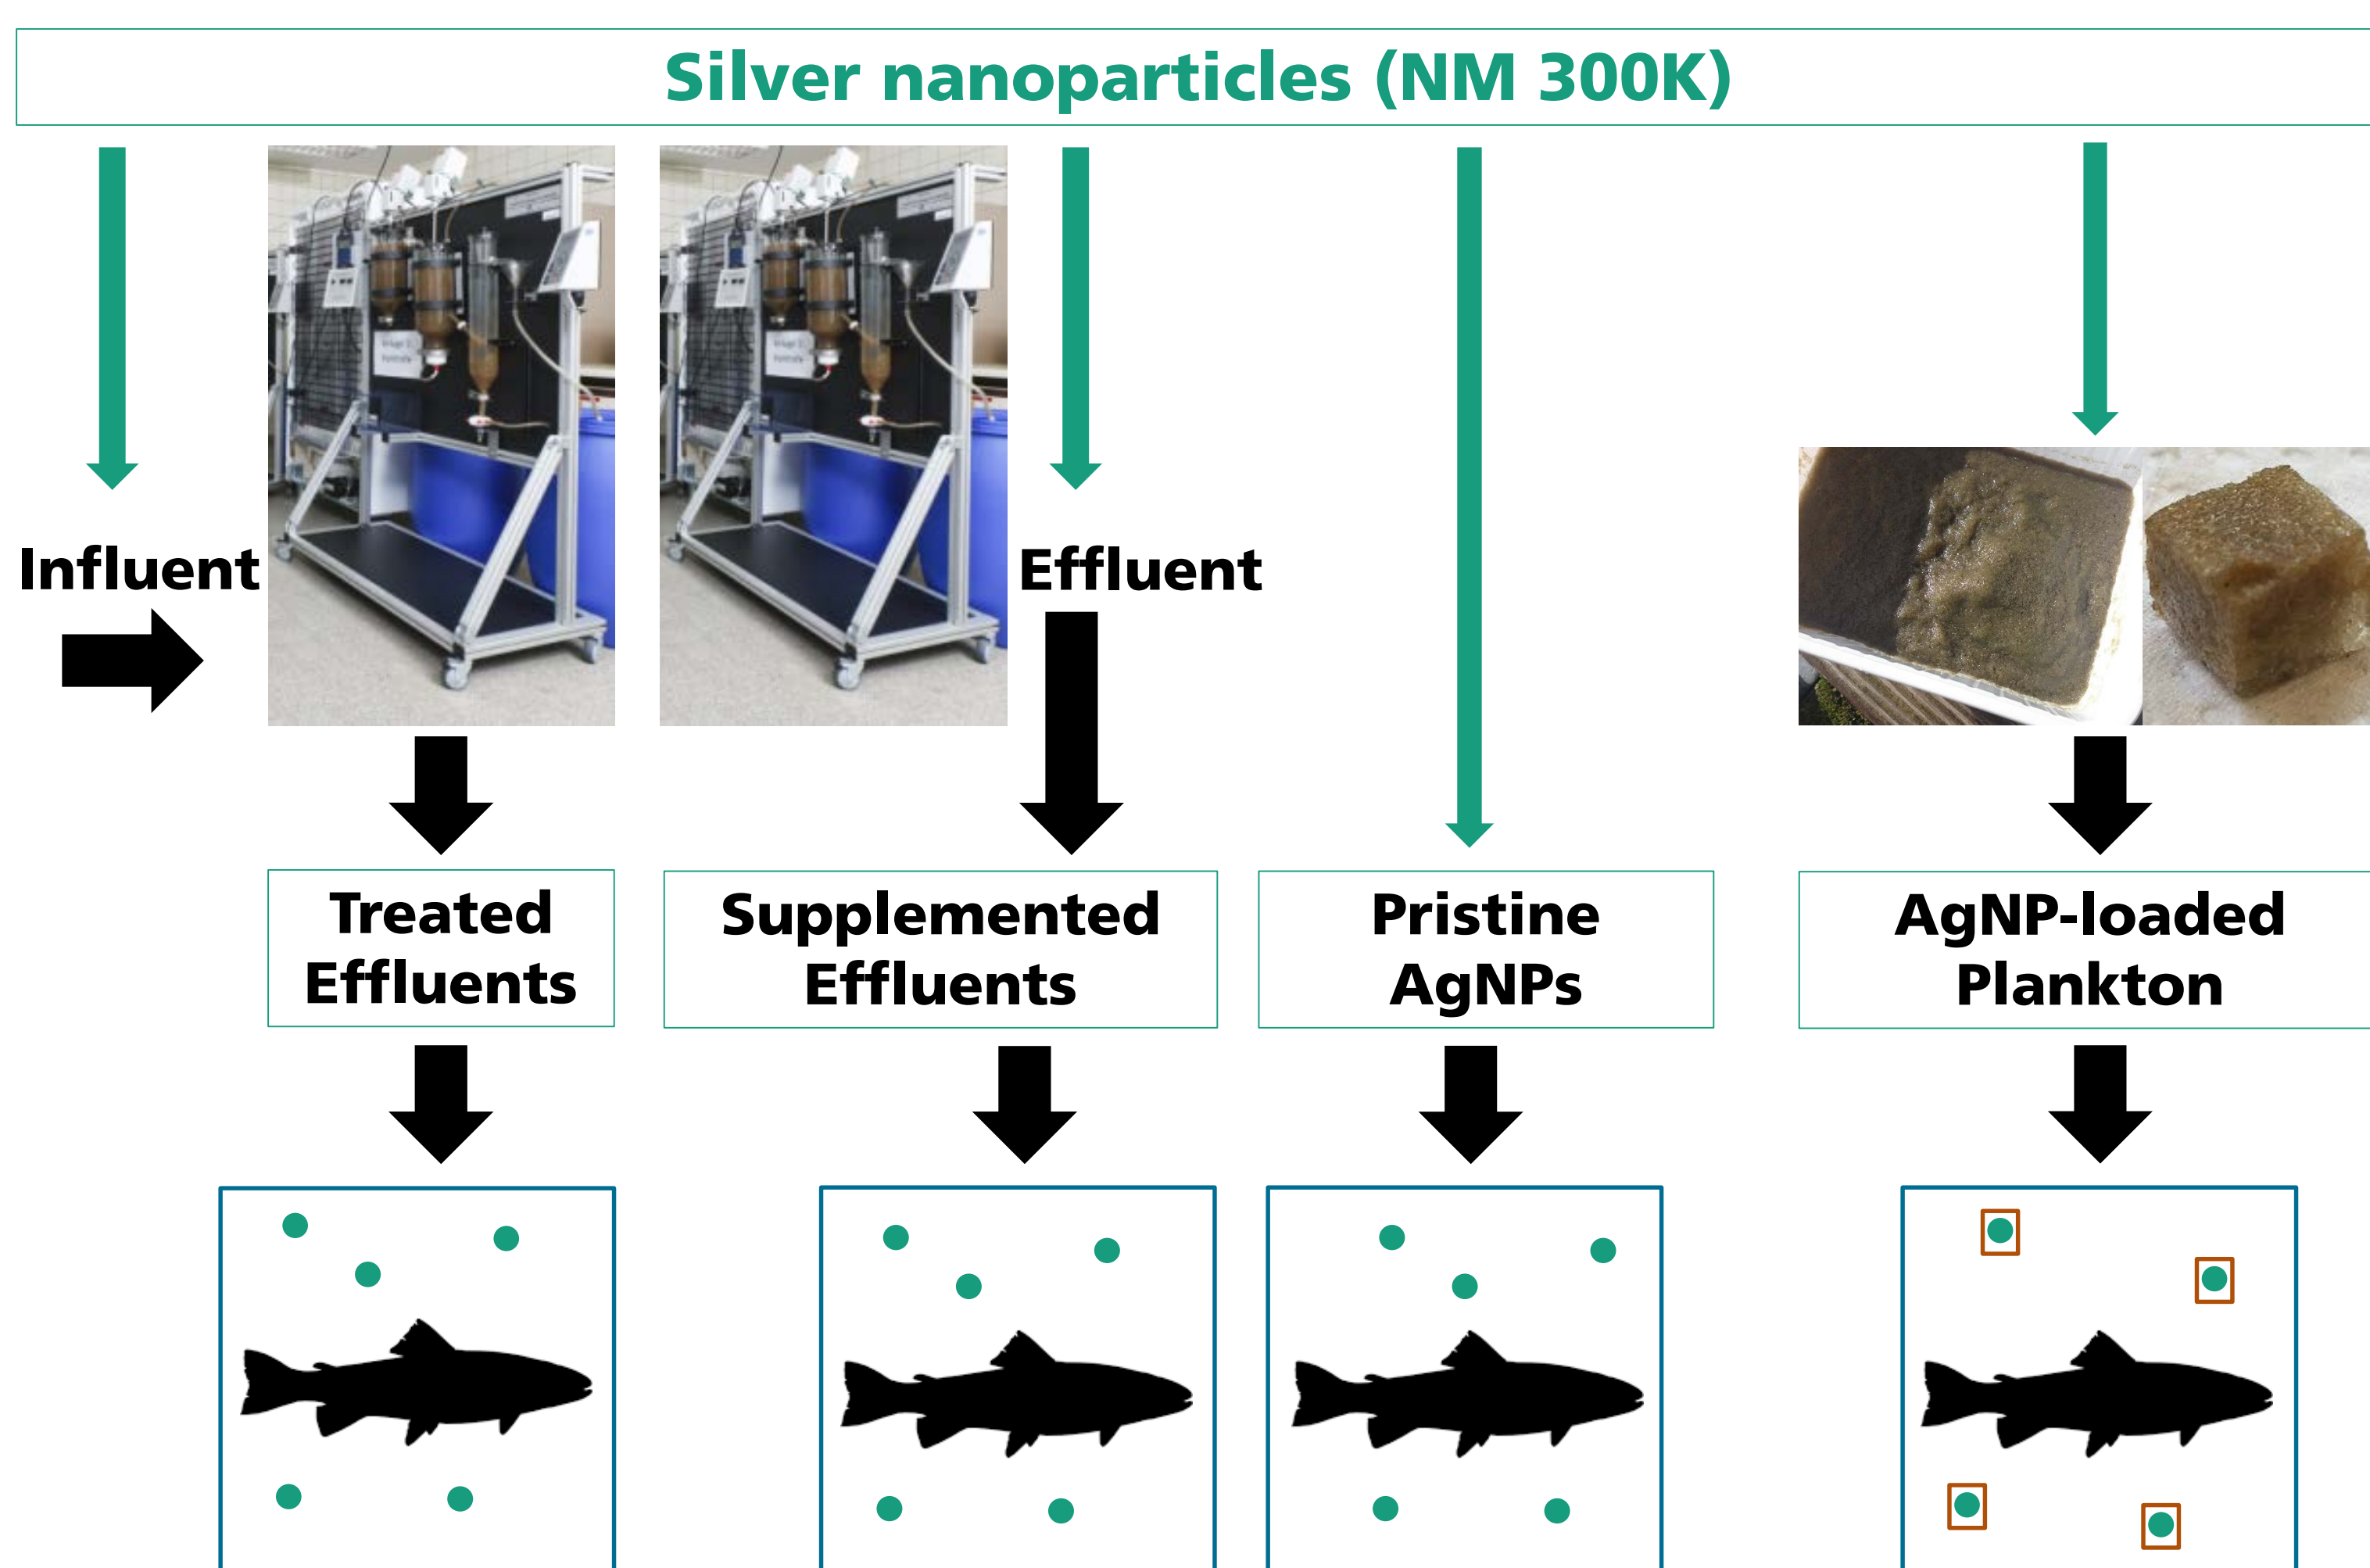 Silver nanoparticles (NM 300K)
Influent
Effluent
Treated
Effluents
Supplemented
Effluents
Pristine
AgNPs
AgNP-loaded
Plankton